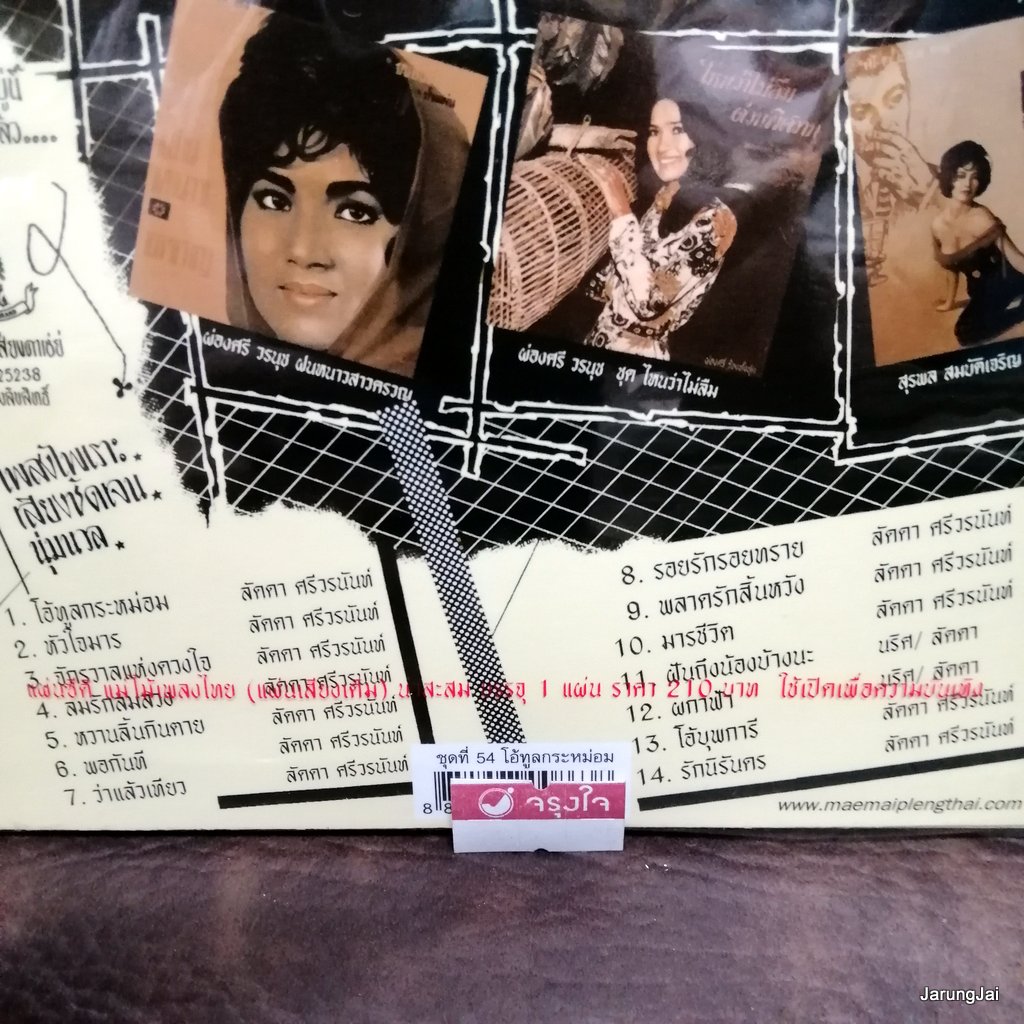 ผ่องศรี วรนุช ฝนหนาวสาวครวญ
ไหนว่าไม่ลืม
ผ่องศรี วรนุช ชุด ไหนว่าไม่ลืม
สุรพล สมบัติเจริญ
25238
เพลงไพเราะ
เสียงชัดเจน
นุ่มนวล
1. โอ้ทูลกระหม่อม ลัดดา ศรีวรนันท์
2. หัวใจมาร ลัดดา ศรีวรนันท์
3. จักรวาลแห่งดวงใจ ลัดดา ศรีวรนันท์
แผ่นซีดี แม่ไม้เพลงไทย (แผ่นเสียงเต็ม) 1 แผ่น ราคา 210 บาท ใช้เปิดเพื่อความบันเทิง
4. ลมรักลมลวง ลัดดา ศรีวรนันท์
5. หวานลิ้นกินตาย ลัดดา ศรีวรนันท์
6. พอกันที ลัดดา ศรีวรนันท์
7. ว่าแล้วเทียว ลัดดา ศรีวรนันท์
8. รอยรักรอยทราย ลัดดา ศรีวรนันท์
9. พลาดรักสิ้นหวัง ลัดดา ศรีวรนันท์
10. มารชีวิต ลัดดา ศรีวรนันท์
11. ฝันถึงน้องบ้างนะ นริศ/ ลัดดา
12. ผกาฟ้า นริศ/ ลัดดา
13. โอ้บุพการี ลัดดา ศรีวรนันท์
14. รักนิรันดร ลัดดา ศรีวรนันท์
ชุดที่ 54 โอ้ทูลกระหม่อม
8 8
จรุงใจ
www.maemaiplengthai.com
JarungJai